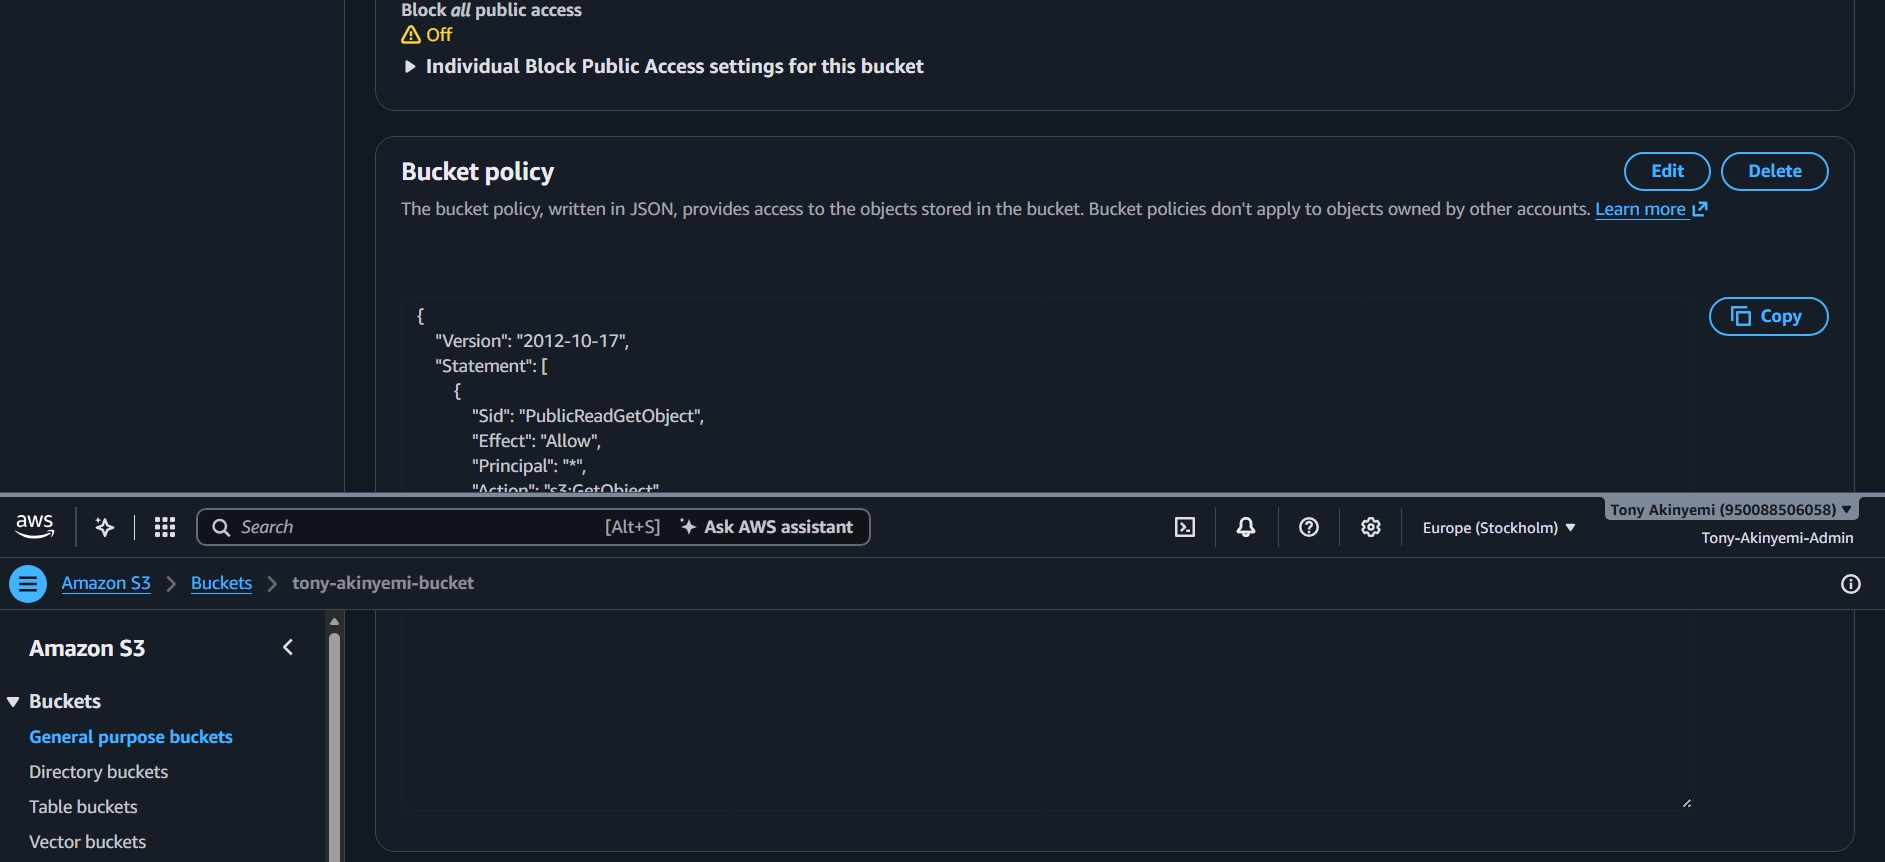 Block all public access
Off
Individual Block Public Access settings for this bucket
Bucket policy
Edit
Delete
The bucket policy, written in JSON, provides access to the objects stored in the bucket. Bucket policies don't apply to objects owned by other accounts. Learn more
{
"Version": "2012-10-17",
"Statement": [
{
"Sid": "PublicReadGetObject",
"Effect": "Allow",
"Principal": "*",
"Action": "s3:GetObject",
Copy
aws
Search
[Alt+S]
Ask AWS assistant
Europe (Stockholm)
Tony Akinyemi (950088506058)
Tony-Akinyemi-Admin
Amazon S3
Buckets
tony-akinyemi-bucket
Amazon S3
Buckets
General purpose buckets
Directory buckets
Table buckets
Vector buckets